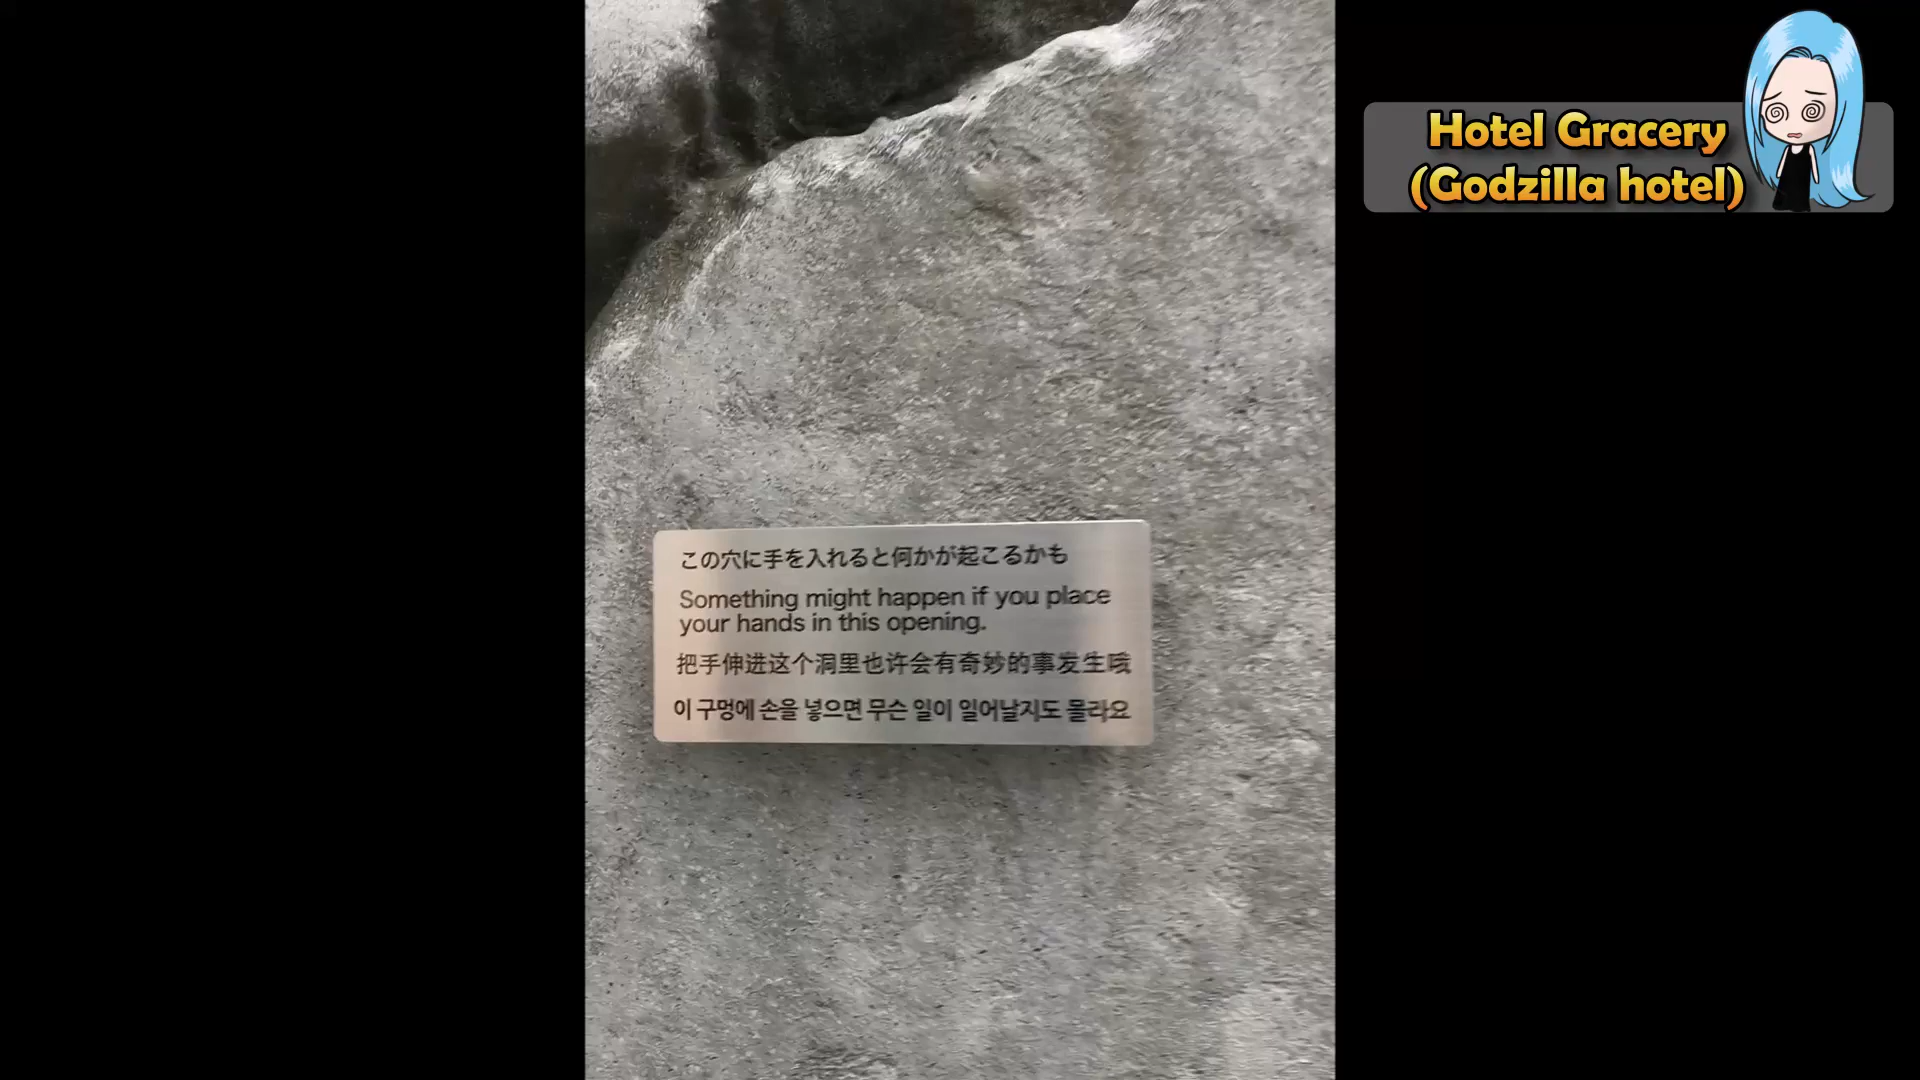 この穴に手を入れると何かが起こるかも
Something might happen if you place
your hands in this opening.
把手伸进这个洞里也许会有奇妙的事发生哦
이 구멍에 손을 넣으면 무슨 일이 일어날지도 몰라요
Hotel Gracery
(Godzilla hotel)